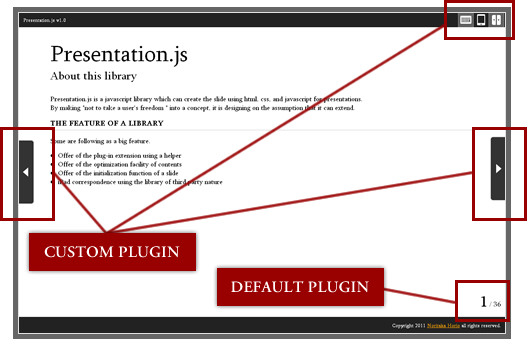 Presentation.js v1.0
Presentation.js
About this library
Presentation.js is a javascript library which can create the slide using html, css, and javascript for presentations.
By making "not to take a user's freedom " into a concept, it is designing on the assumption that it can extend.
THE FEATURE OF A LIBRARY
Some are following as a big feature.
Offer of the plug-in extension using a helper
Offer of the optimization facility of contents
Offer of the initialization function of a slide
correspondence using the library of third party nature
CUSTOM PLUGIN
DEFAULT PLUGIN
1 / 36
Copyright 2011 Noritaka Horio all rights reserved.